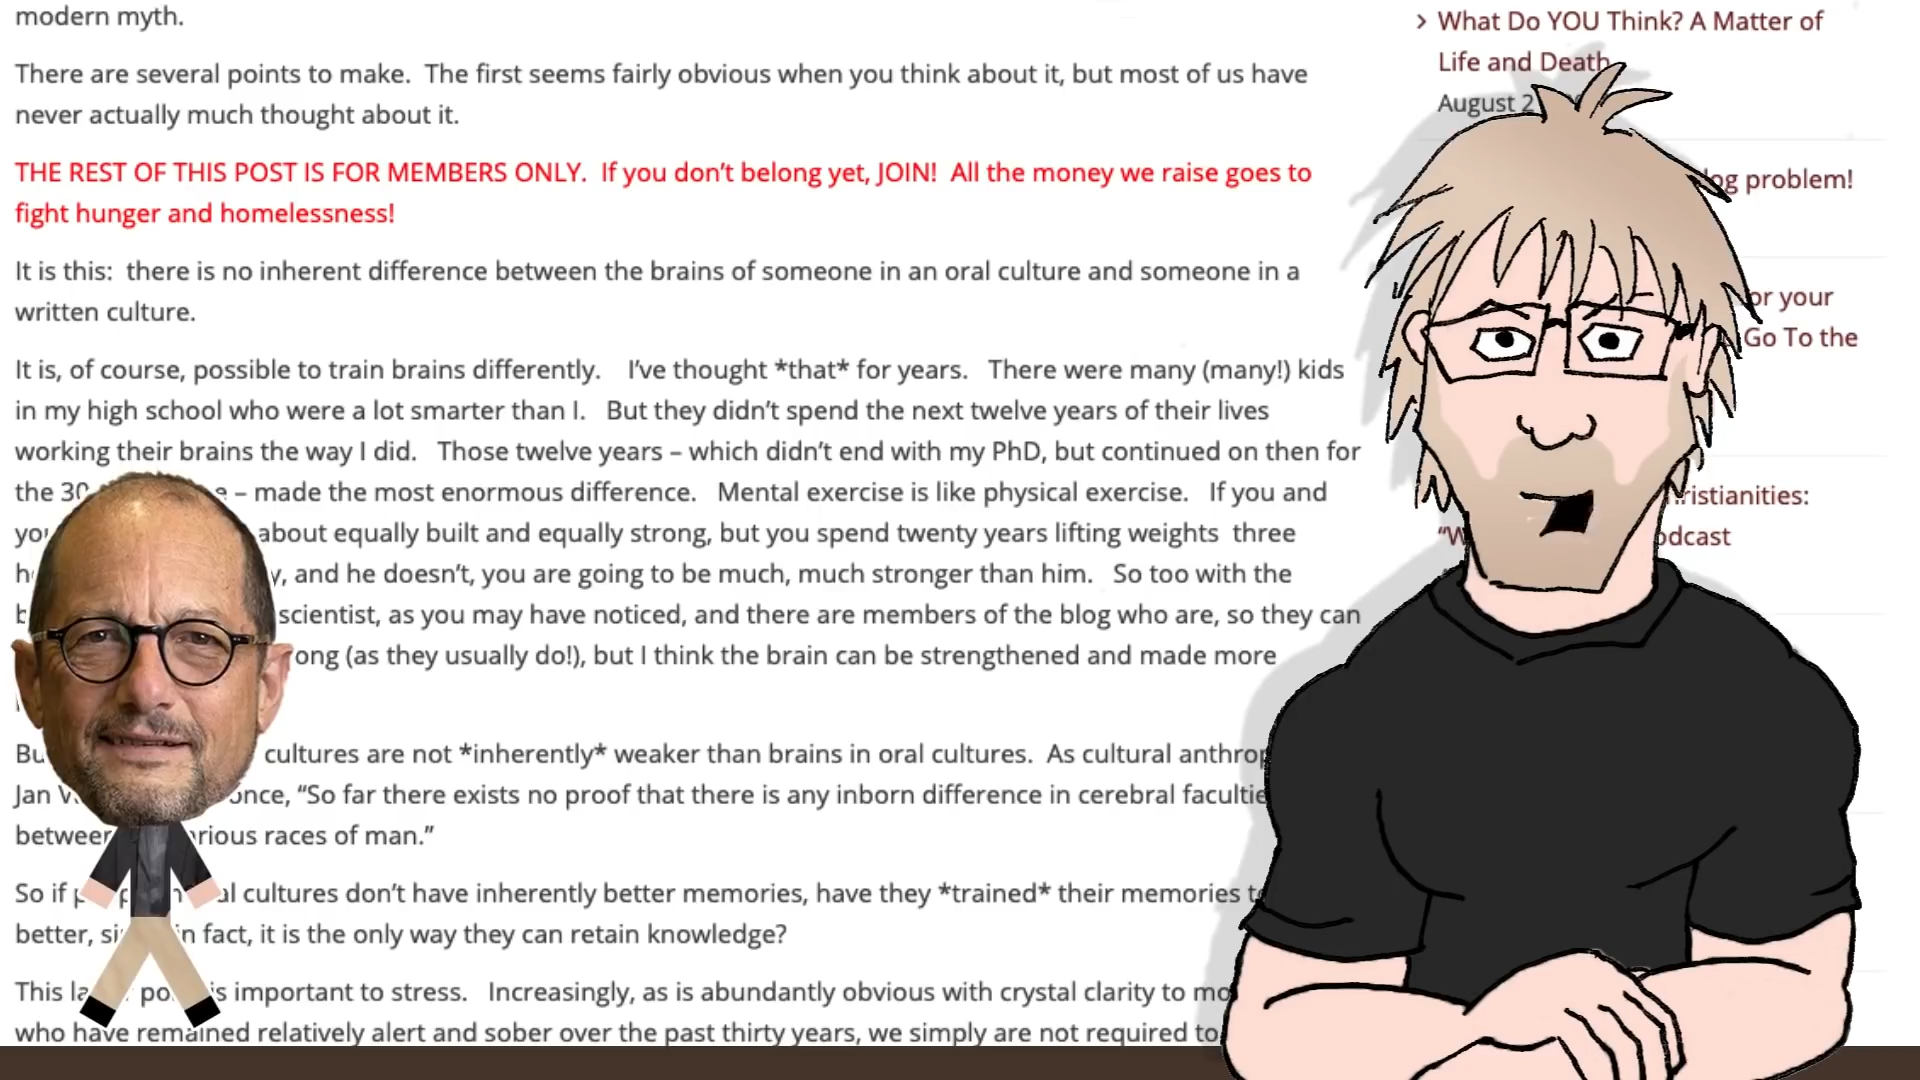 modern myth.
There are several points to make. The first seems fairly obvious when you think about it, but most of us have
never actually much thought about it.
THE REST OF THIS POST IS FOR MEMBERS ONLY. If you don't belong yet, JOIN! All the money we raise goes to
fight hunger and homelessness!
It is this: there is no inherent difference between the brains of someone in an oral culture and someone in a
written culture.
It is, of course, possible to train brains differently. I've thought *that* for years. There were many (many!) kids
in my high school who were a lot smarter than I. But they didn't spend the next twelve years of their lives
working their brains the way I did. Those twelve years – which didn't end with my PhD, but continued on then for
the – made the most enormous difference. Mental exercise is like physical exercise. If you and
about equally built and equally strong, but you spend twenty years lifting weights three
and he doesn't, you are going to be much, much stronger than him. So too with the
scientist, as you may have noticed, and there are members of the blog who are, so they can
(as they usually do!), but I think the brain can be strengthened and made more
cultures are not *inherently* weaker than brains in oral cultures. As cultural
Jan once, “So far there exists no proof that there is any inborn difference in cerebral
between races of man.”
So if cultures don't have inherently better memories, have they *trained* their memories
better, in fact, it is the only way they can retain knowledge?
This is important to stress. Increasingly, as is abundantly obvious with crystal clarity to
who have remained relatively alert and sober over the past thirty years, we simply are not required to
› What Do YOU Think? A Matter of
Life and Death
August
problem!
or your
Go To the